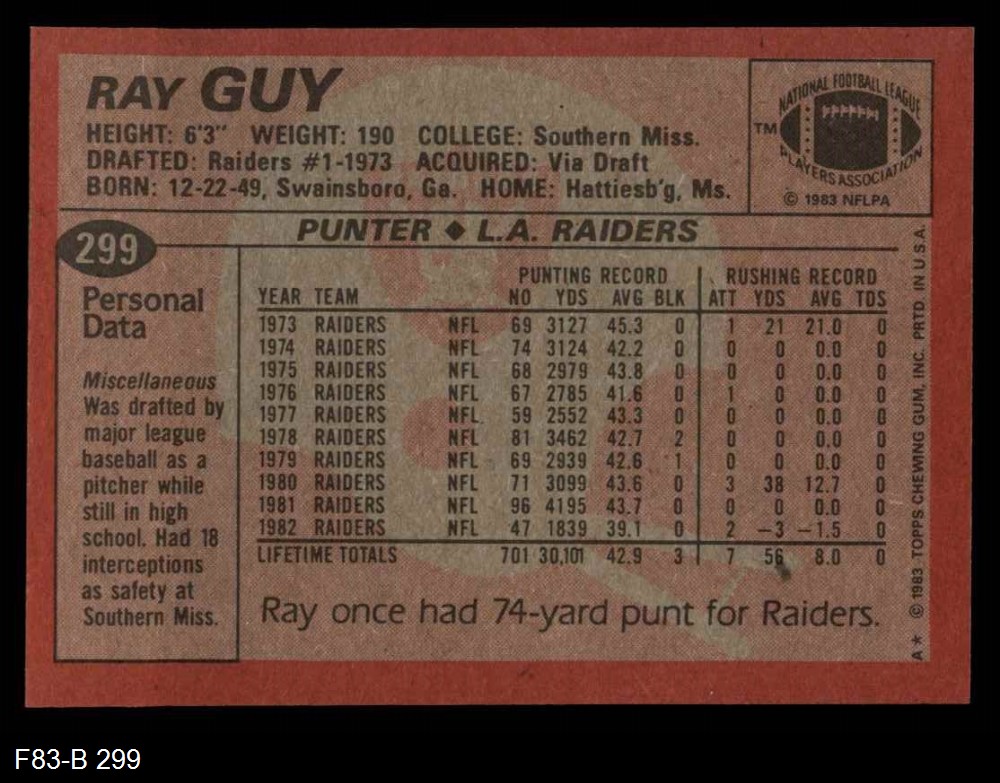 RAY GUY
HEIGHT: 6'3" WEIGHT: 190 COLLEGE: Southern Miss.
DRAFTED: Raiders #1-1973 ACQUIRED: Via Draft
BORN: 12-22-49, Swainsboro, Ga. HOME: Hattiesb'g, Ms.
NATIONAL FOOTBALL LEAGUE
TM
PLAYERS ASSOCIATION
© 1983 NFLPA
PUNTER ♦ L.A. RAIDERS
299
Personal
Data
Miscellaneous
Was drafted by
major league
baseball as a
pitcher while
still in high
school. Had 18
interceptions
as safety at
Southern Miss.
PUNTING RECORD RUSHING RECORD
YEAR TEAM NO YDS AVG BLK ATT YDS AVG TDS
1973 RAIDERS NFL 69 3127 45.3 0 1 21 21.0 0
1974 RAIDERS NFL 74 3124 42.2 0 0 0 0.0 0
1975 RAIDERS NFL 68 2979 43.8 0 0 0 0.0 0
1976 RAIDERS NFL 67 2785 41.6 0 1 0 0.0 0
1977 RAIDERS NFL 59 2552 43.3 0 0 0 0.0 0
1978 RAIDERS NFL 81 3462 42.7 2 0 0 0.0 0
1979 RAIDERS NFL 69 2939 42.6 1 0 0 0.0 0
1980 RAIDERS NFL 71 3099 43.6 0 3 38 12.7 0
1981 RAIDERS NFL 96 4195 43.7 0 0 0 0.0 0
1982 RAIDERS NFL 47 1839 39.1 0 2 –3 –1.5 0
LIFETIME TOTALS 701 30,101 42.9 3 7 56 8.0 0
Ray once had 74-yard punt for Raiders.
A* © 1983 TOPPS CHEWING GUM, INC. PRTD. IN U.S.A.
F83-B 299